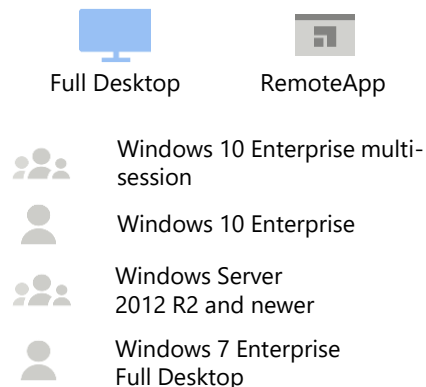 Full Desktop
RemoteApp
Windows 10 Enterprise multi-
session
Windows 10 Enterprise
Windows Server
2012 R2 and newer
Windows 7 Enterprise
Full Desktop